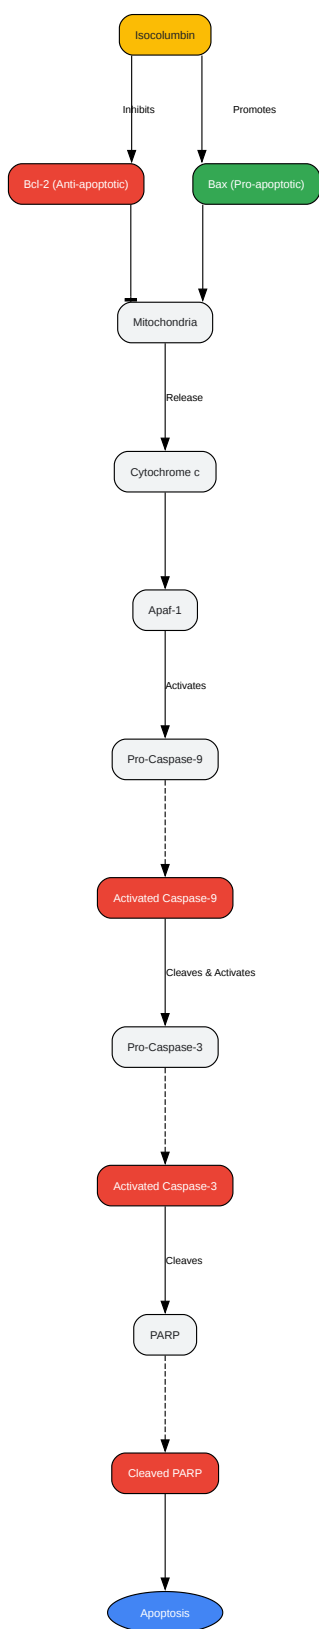 Isocolumbin
Inhibits
Promotes
Bcl-2 (Anti-apoptotic)
Bax (Pro-apoptotic)
Mitochondria
Release
Cytochrome c
Apaf-1
Activates
Pro-Caspase-9
Activated Caspase-9
Cleaves & Activates
Pro-Caspase-3
Activated Caspase-3
Cleaves
PARP
Cleaved PARP
Apoptosis